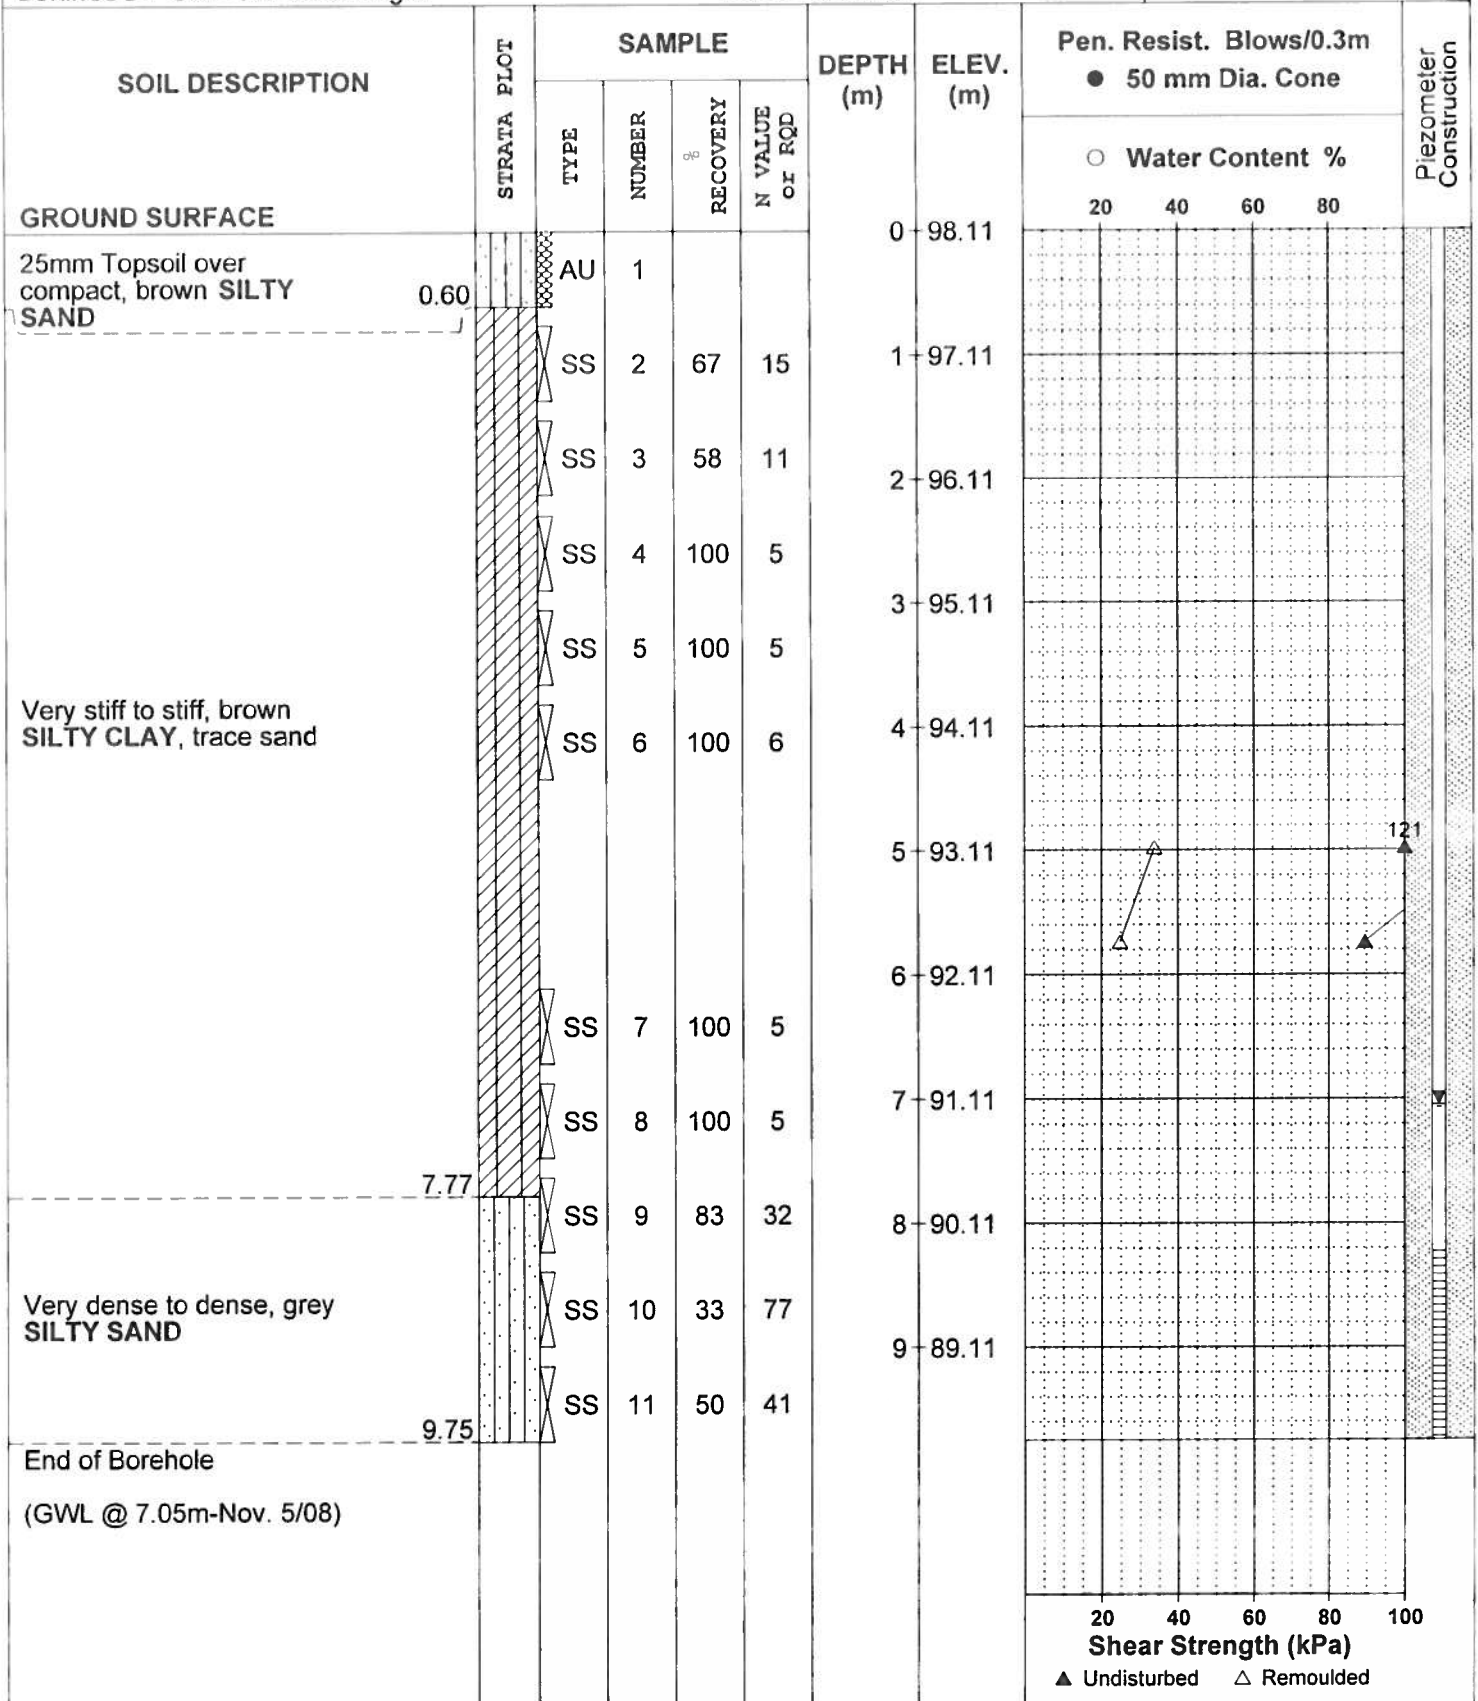 SOIL DESCRIPTION
GROUND SURFACE
STRATA PLOT
SAMPLE
TYPE
NUMBER
% RECOVERY
N VALUE or RQD
DEPTH (m)
ELEV. (m)
Pen. Resist. Blows/0.3m
● 50 mm Dia. Cone
○ Water Content %
20 40 60 80
Piezometer Construction
0 98.11
25mm Topsoil over
compact, brown SILTY
SAND
0.60
AU 1
SS 2 67 15
1 97.11
SS 3 58 11
2 96.11
SS 4 100 5
3 95.11
SS 5 100 5
Very stiff to stiff, brown
SILTY CLAY, trace sand
SS 6 100 6
4 94.11
121
5 93.11
6 92.11
SS 7 100 5
7 91.11
SS 8 100 5
7.77
SS 9 83 32
8 90.11
Very dense to dense, grey
SILTY SAND
SS 10 33 77
9 89.11
SS 11 50 41
9.75
End of Borehole
(GWL @ 7.05m-Nov. 5/08)
20 40 60 80 100
Shear Strength (kPa)
▲ Undisturbed △ Remoulded